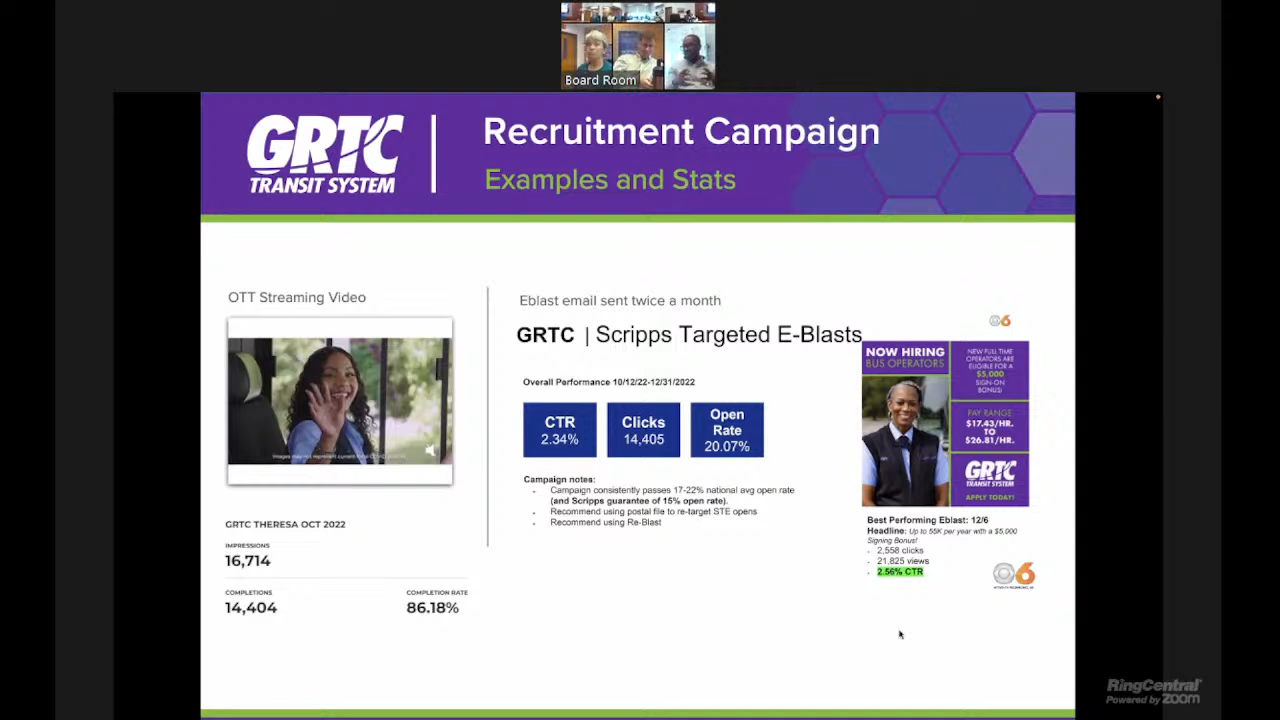 Board Room
GRTC
TRANSIT SYSTEM
Recruitment Campaign
Examples and Stats
OTT Streaming Video
Images may not represent current
GRTC THERESA OCT 2022
IMPRESSIONS
16,714
COMPLETIONS
14,404
COMPLETION RATE
86.18%
Eblast email sent twice a month
GRTC | Scripps Targeted E-Blasts
Overall Performance 10/12/22-12/31/2022
CTR
2.34%
Clicks
14,405
Open
Rate
20.07%
Campaign notes:
Campaign consistently passes 17-22% national avg open rate
(and Scripps guarantee of 15% open rate).
Recommend using postal file to re-target STE opens
Recommend using Re-Blast
6
NOW HIRING
BUS OPERATORS
NEW FULL TIME
OPERATORS ARE
ELIGIBLE FOR A
$5,000
SIGN-ON
BONUS!
PAY RANGE
$17.43/HR.
TO
$26.81/HR.
GRTC
TRANSIT SYSTEM
APPLY TODAY!
Best Performing Eblast: 12/6
Headline: Up to 55K per year with a $5,000
Signing Bonus!
2,558 clicks
21,825 views
2.56% CTR
6
RingCentral
Powered by zoom